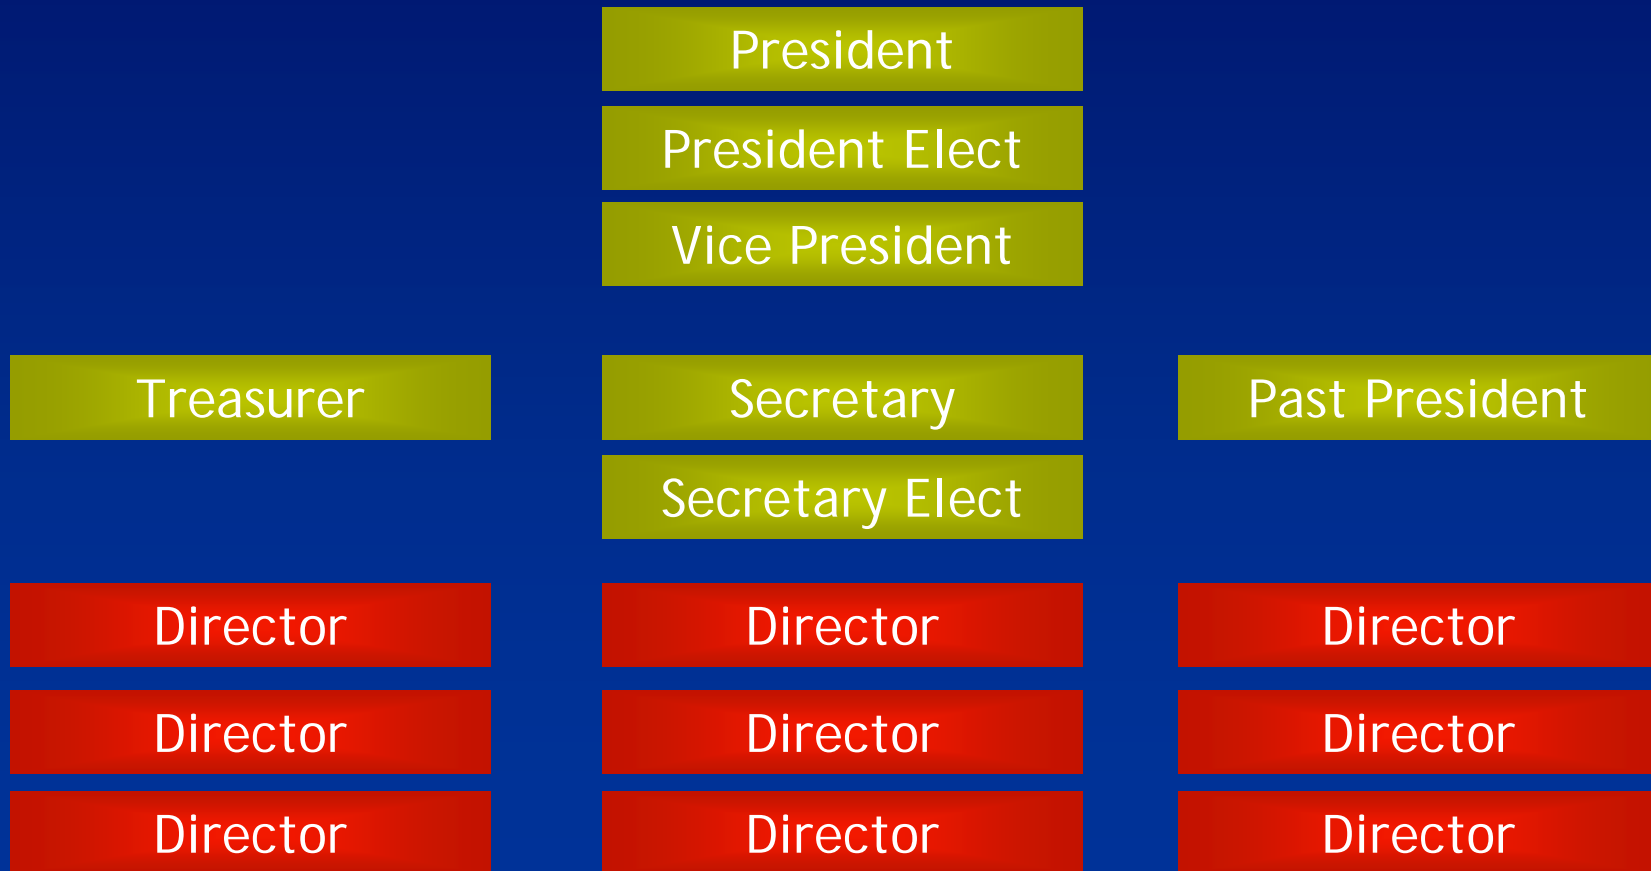 President
President Elect
Vice President
Treasurer Secretary Past President
Secretary Elect
Director Director Director
Director Director Director
Director Director Director